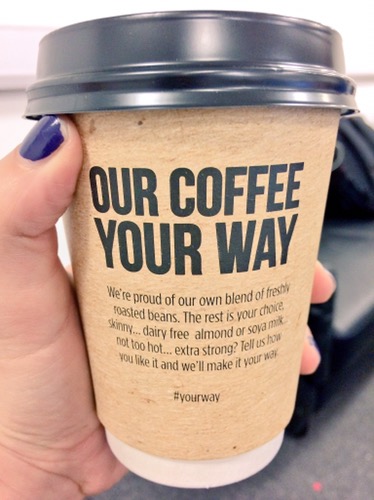 OUR COFFEE
YOUR WAY
We're proud of our own blend of freshly
roasted beans. The rest is your choice,
skinny... dairy free almond or soya milk...
not too hot... extra strong? Tell us how
you like it and we'll make it your way.
#yourway